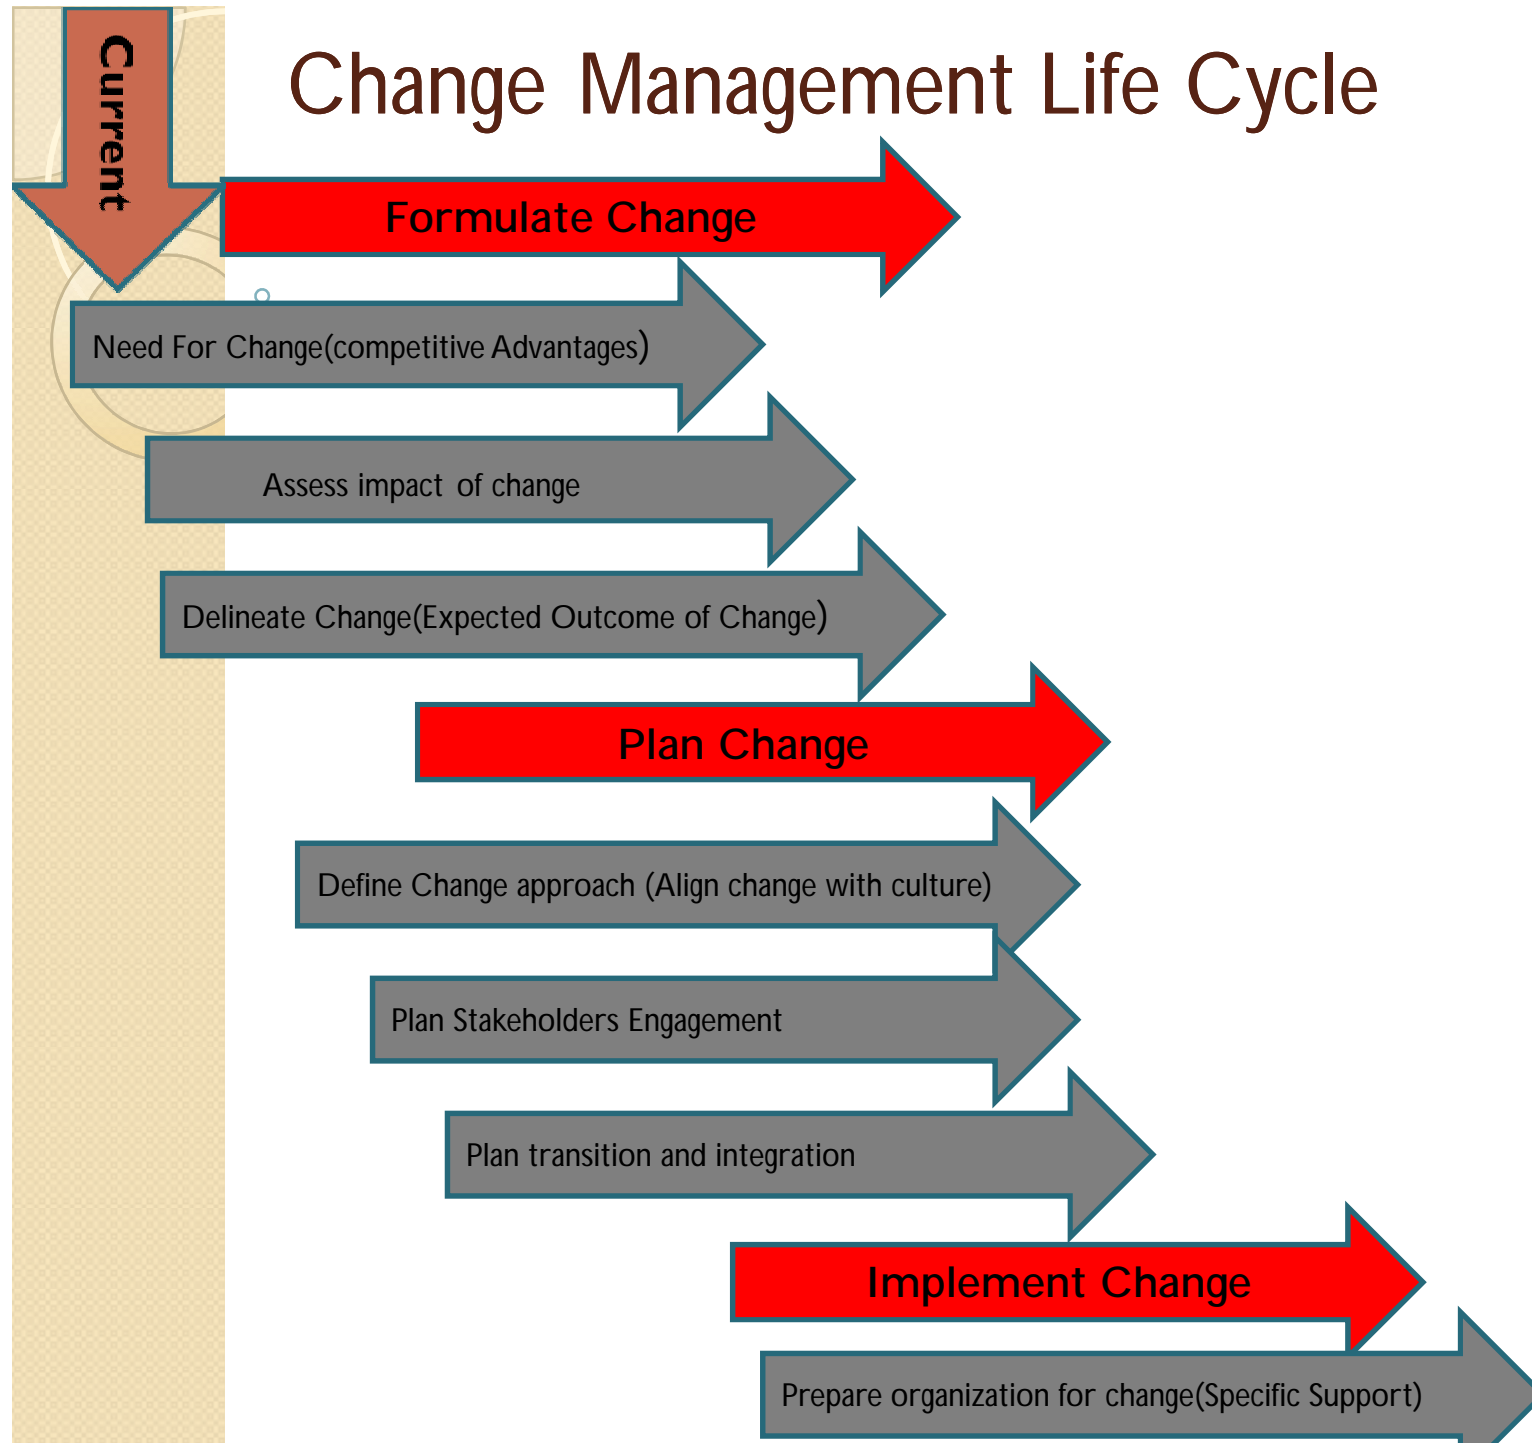 Change Management Life Cycle
Current
Formulate Change
Need For Change(competitive Advantages)
Assess impact of change
Delineate Change(Expected Outcome of Change)
Plan Change
Define Change approach (Align change with culture)
Plan Stakeholders Engagement
Plan transition and integration
Implement Change
Prepare organization for change(Specific Support)